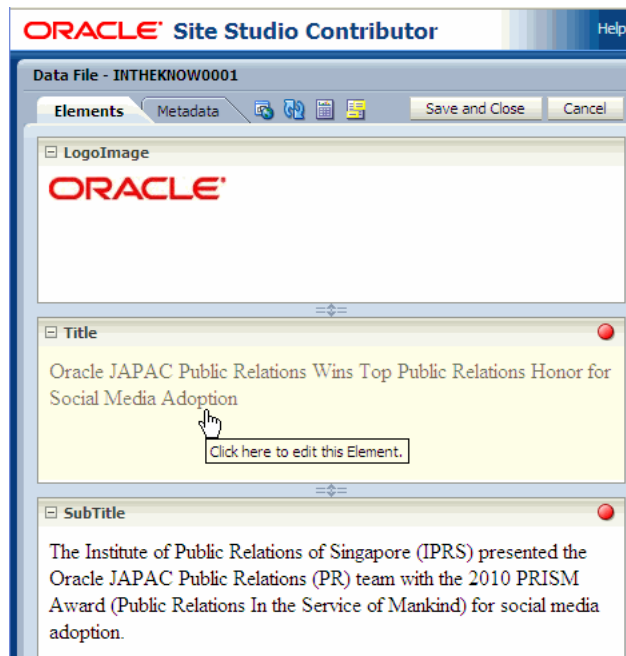 ORACLE Site Studio Contributor
Help
Data File - INTHEKNOW0001
Elements Metadata Save and Close Cancel
LogoImage
ORACLE
Title
Oracle JAPAC Public Relations Wins Top Public Relations Honor for
Social Media Adoption
Click here to edit this Element.
SubTitle
The Institute of Public Relations of Singapore (IPRS) presented the
Oracle JAPAC Public Relations (PR) team with the 2010 PRISM
Award (Public Relations In the Service of Mankind) for social media
adoption.